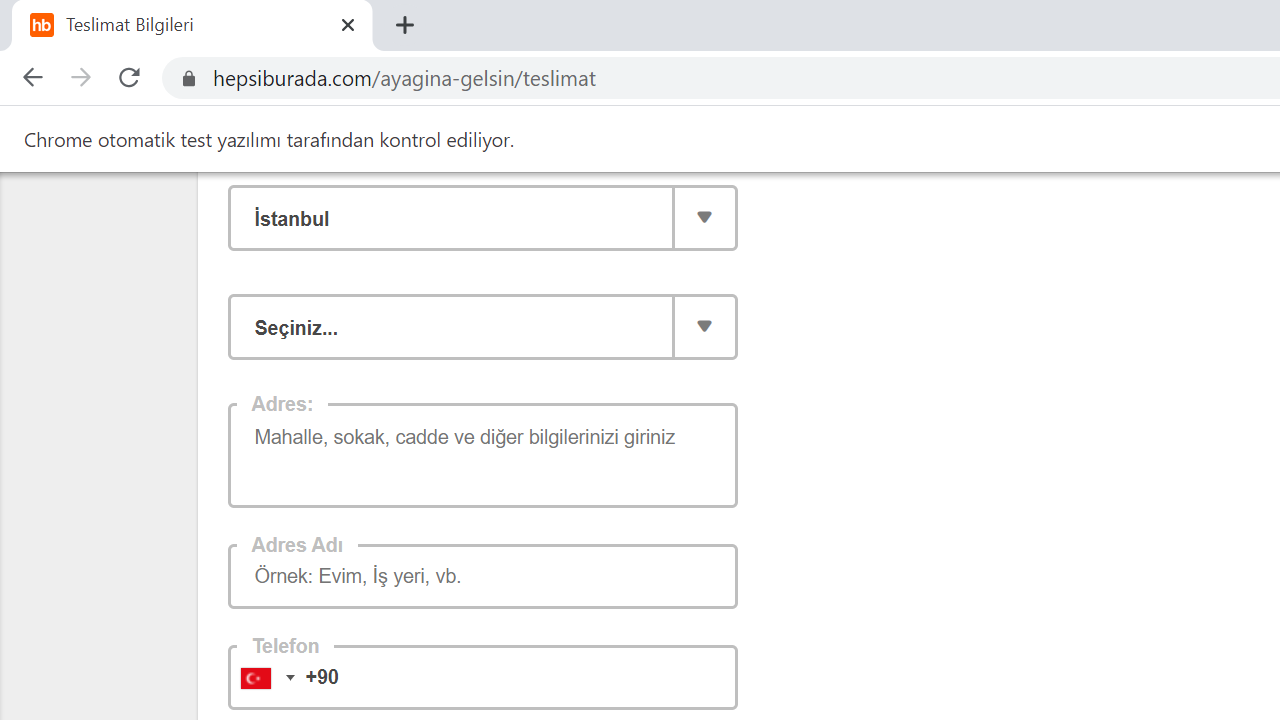 hb Teslimat Bilgileri
hepsiburada.com/ayagina-gelsin/teslimat
Chrome otomatik test yazılımı tarafından kontrol ediliyor.
İstanbul
Seçiniz...
Adres:
Mahalle, sokak, cadde ve diğer bilgilerinizi giriniz
Adres Adı
Örnek: Evim, İş yeri, vb.
Telefon
+90